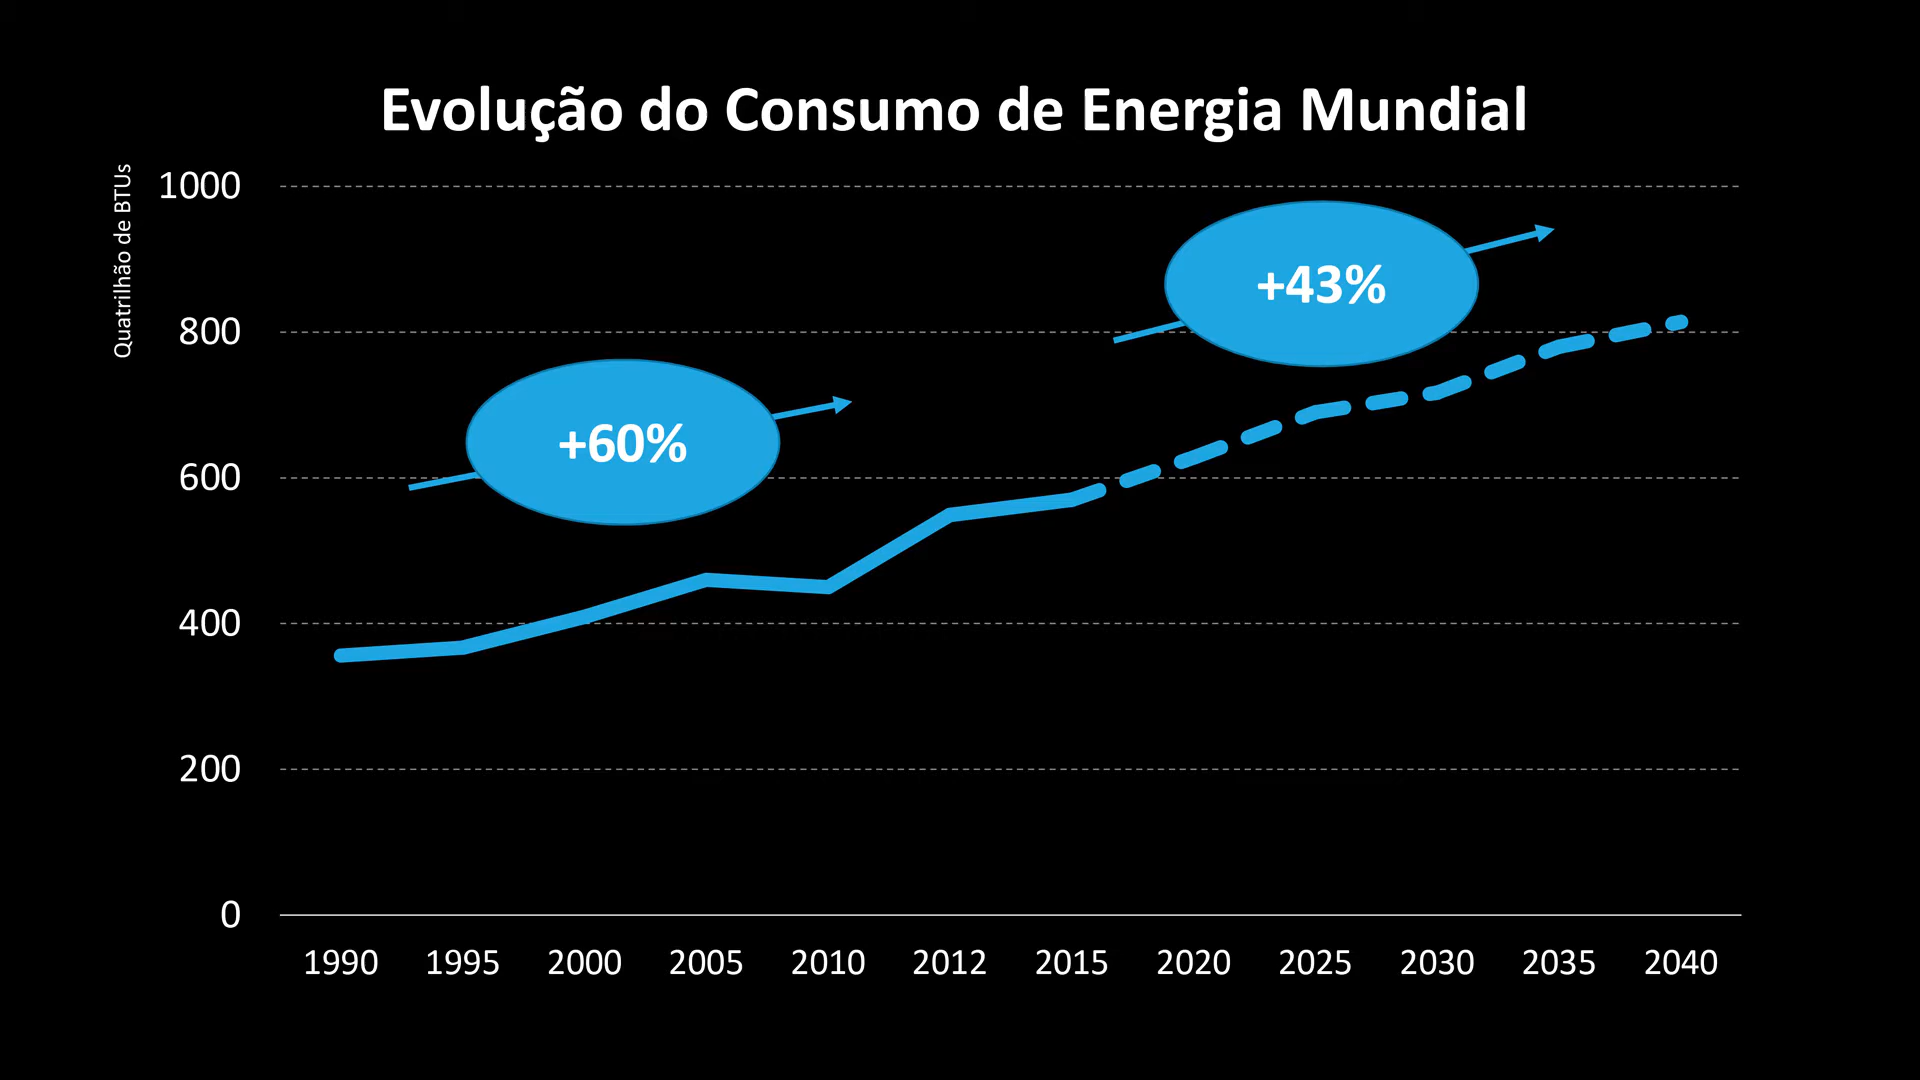 Evolução do Consumo de Energia Mundial
Quatrilhão de BTUs
1000
800
600
400
200
0
+60%
+43%
1990 1995 2000 2005 2010 2012 2015 2020 2025 2030 2035 2040